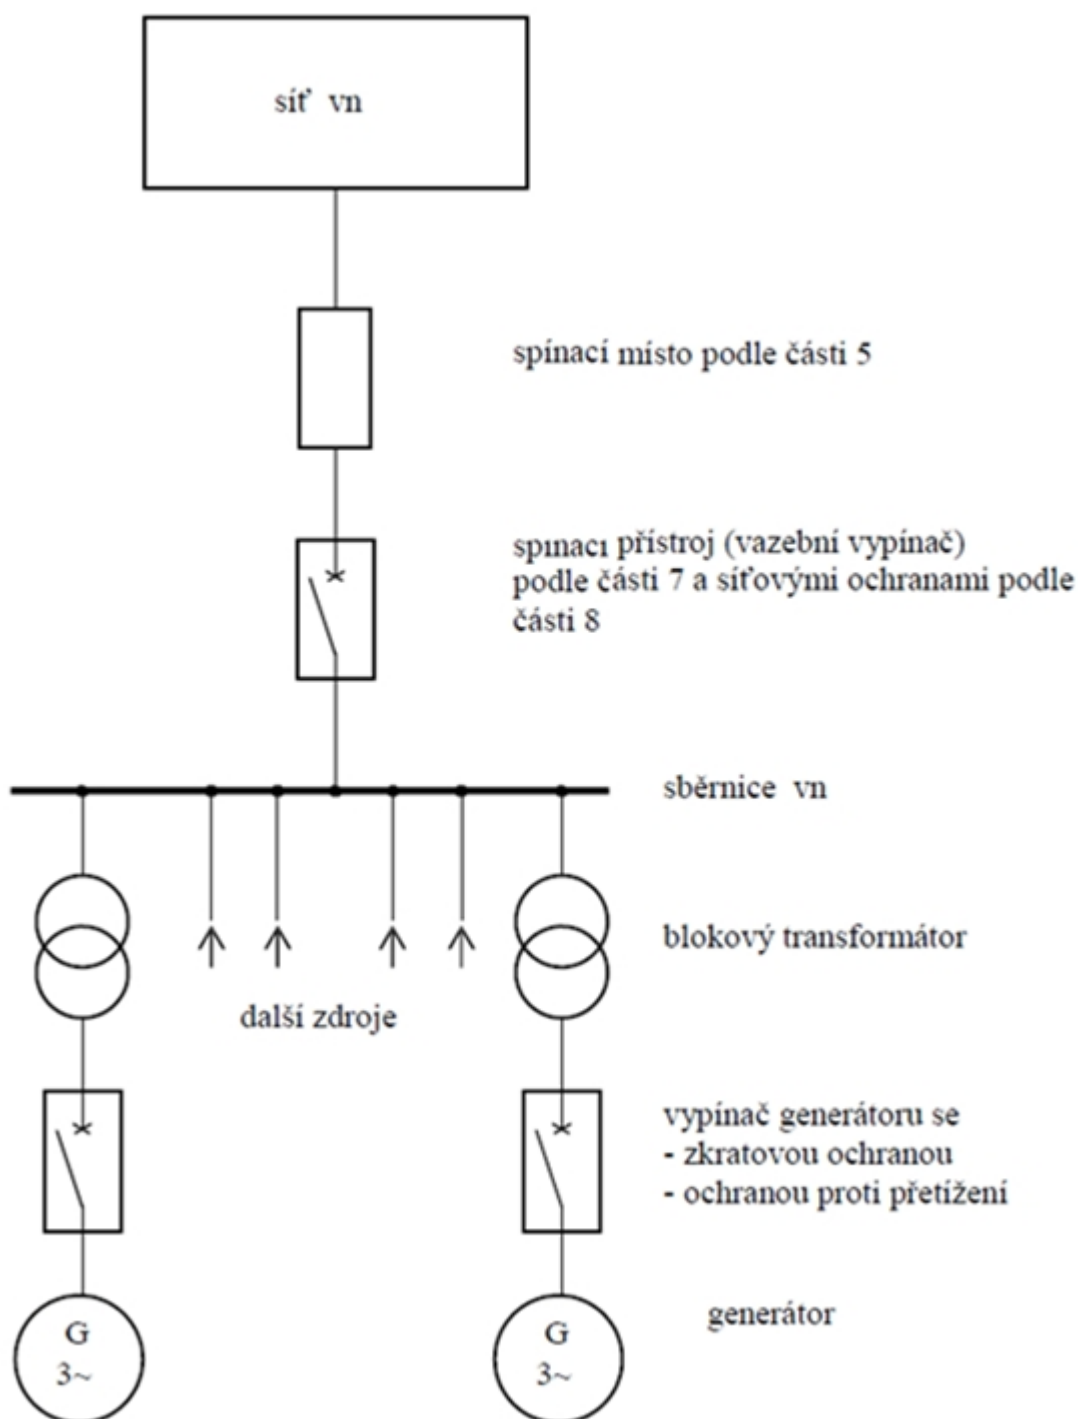 síť vn
spínací místo podle části 5
spınacı přístroj (vazební vypínač)
podle části 7 a síťovými ochranami podle
části 8
sběrnice vn
blokový transformátor
další zdroje
vypínač generátoru se
- zkratovou ochranou
- ochranou proti přetížení
generátor
G
3~
G
3~